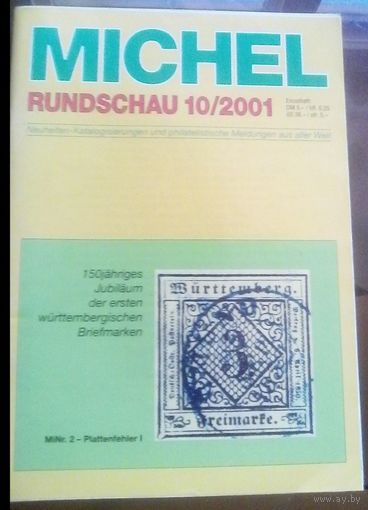 MICHEL
RUNDSCHAU 10/2001
Einzelheft
Neuheiten-Katalogisierungen und philatelistische Meldungen aus aller Welt
150jähriges
Jubiläum
der ersten
württembergischen
Briefmarken
Württemberg.
3
Freimarke.
MiNr. 2 – Plattenfehler I
www.ay.by